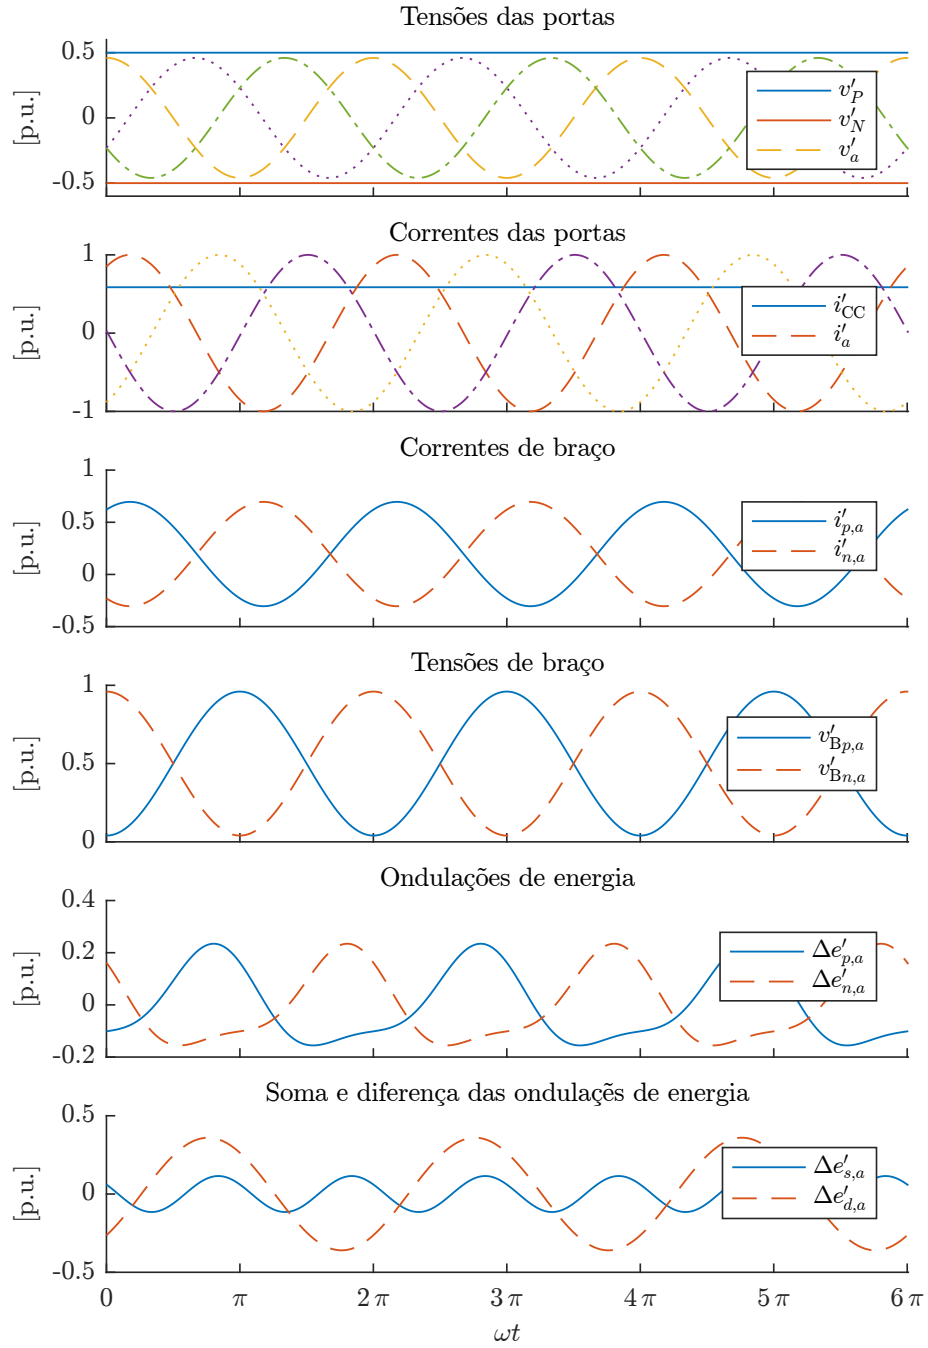 Tensões das portas
0.5
0
-0.5
[p.u.]
v′P
v′N
v′a
Correntes das portas
1
0
-1
[p.u.]
i′CC
i′a
Correntes de braço
1
0.5
0
-0.5
[p.u.]
i′p,a
i′n,a
Tensões de braço
1
0.5
0
[p.u.]
v′Bp,a
v′Bn,a
Ondulações de energia
0.4
0.2
0
-0.2
[p.u.]
Δe′p,a
Δe′n,a
Soma e diferença das ondulaçẽs de energia
0.5
0
-0.5
[p.u.]
Δe′s,a
Δe′d,a
0 π 2π 3π 4π 5π 6π
ωt